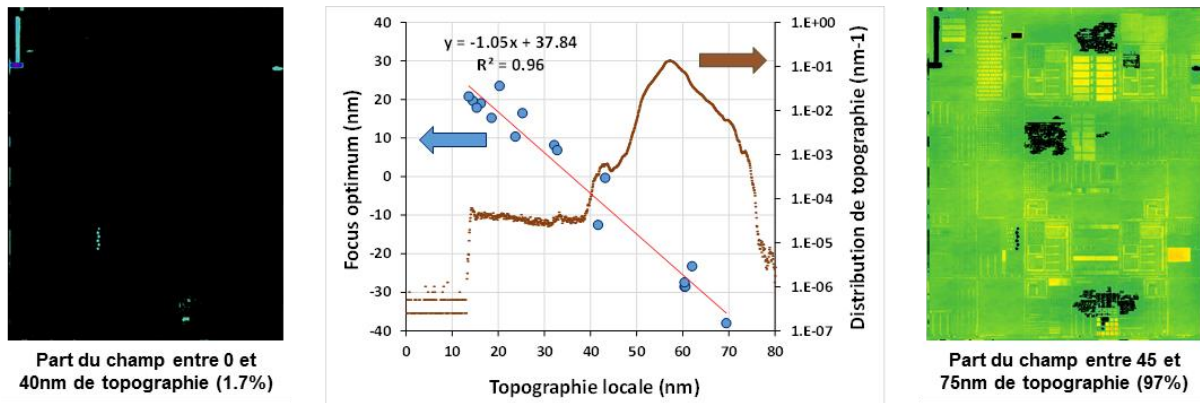 y = -1.05x + 37.84
R² = 0.96
Focus optimum (nm)
40
30
20
10
0
-10
-20
-30
-40
1.E+00
1.E-01
1.E-02
1.E-03
1.E-04
1.E-05
1.E-06
1.E-07
Distribution de topographie (nm-1)
0 10 20 30 40 50 60 70 80
Topographie locale (nm)
Part du champ entre 0 et
40nm de topographie (1.7%)
Part du champ entre 45 et
75nm de topographie (97%)